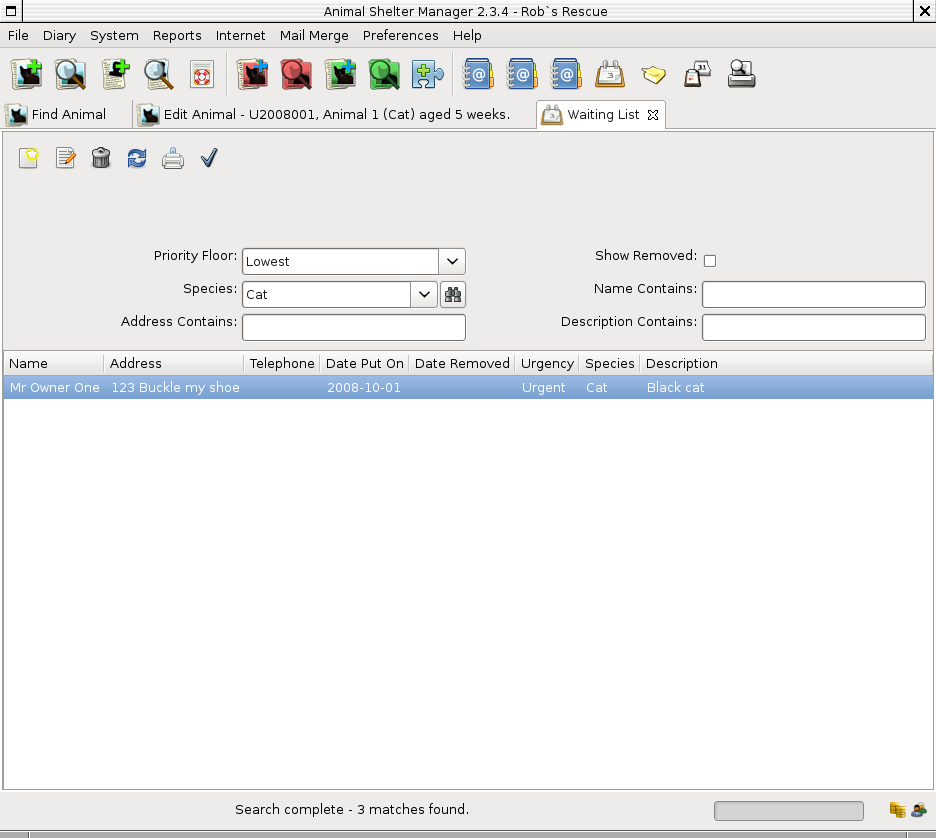 Animal Shelter Manager 2.3.4 - Rob`s Rescue
File Diary System Reports Internet Mail Merge Preferences Help
Find Animal Edit Animal - U2008001, Animal 1 (Cat) aged 5 weeks. Waiting List
Priority Floor: Lowest Show Removed:
Species: Cat Name Contains:
Address Contains: Description Contains:
Name Address Telephone Date Put On Date Removed Urgency Species Description
Mr Owner One 123 Buckle my shoe 2008-10-01 Urgent Cat Black cat
Search complete - 3 matches found.